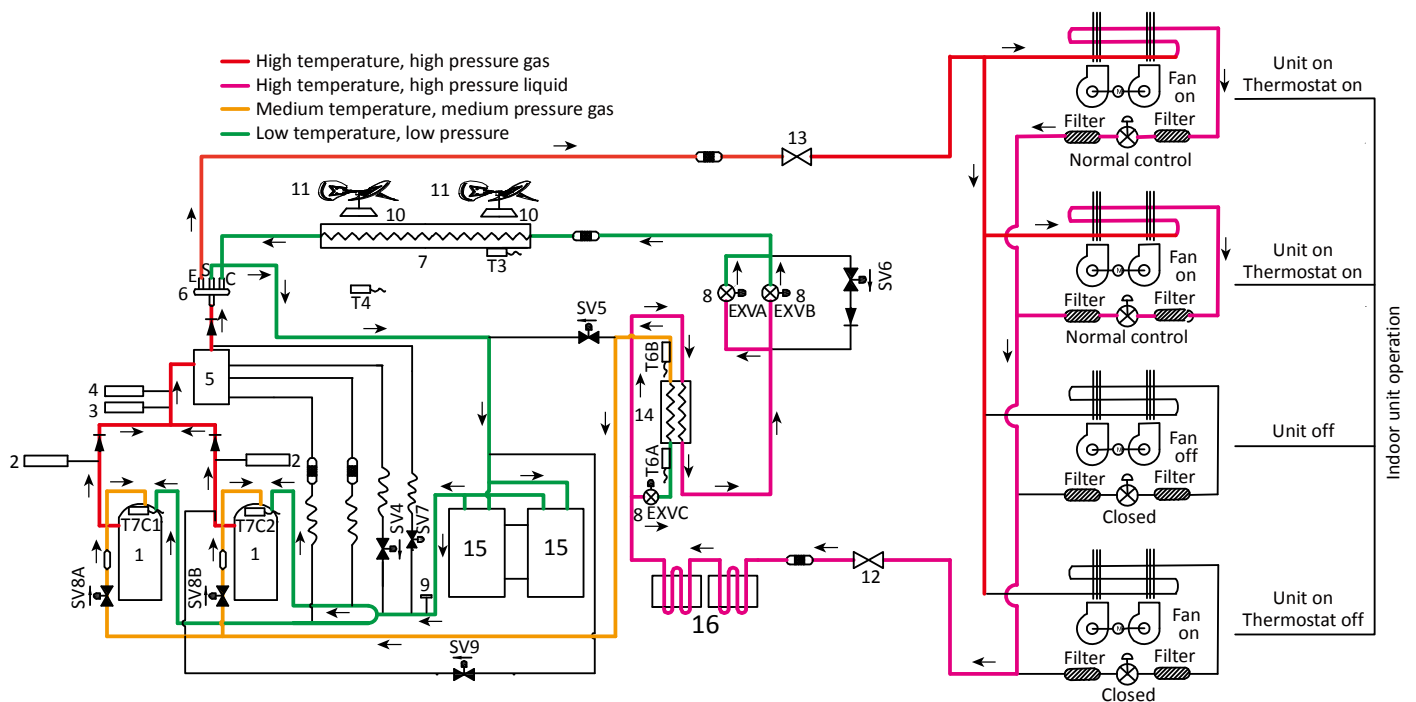 High temperature, high pressure gas
High temperature, high pressure liquid
Medium temperature, medium pressure gas
Low temperature, low pressure
13
11
11
10
10
7
T3
T4
E
S
C
6
5
4
3
2
2
T7C1
T7C2
1
1
SV8A
SV8B
SV4
SV7
9
SV9
15
15
SV5
T6B
14
T6A
8
EXVC
8
EXVA
8
EXVB
SV6
16
12
M
Fan
on
Filter
Filter
Normal control
Unit on
Thermostat on
M
Fan
on
Filter
Filter
Normal control
Unit on
Thermostat on
M
Fan
off
Filter
Filter
Closed
Unit off
M
Fan
on
Filter
Filter
Closed
Unit on
Thermostat off
Indoor unit operation